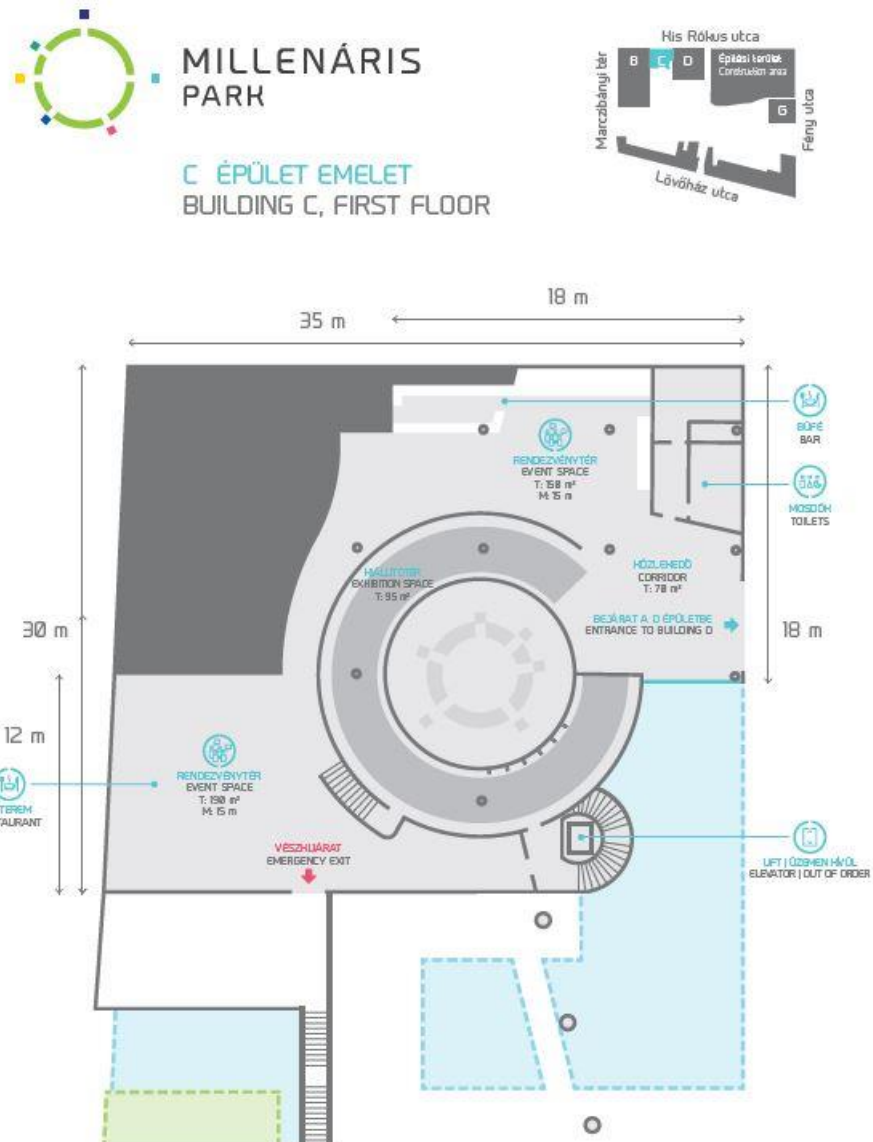 MILLENÁRIS
PARK
C ÉPÜLET EMELET
BUILDING C, FIRST FLOOR
Kis Rókus utca
Marczibányi tér
B
C
D
Építési terület
Construction area
G
Fény utca
Lövőház utca
18 m
35 m
30 m
12 m
18 m
BÜFÉ
BAR
RENDEZVÉNYTÉR
EVENT SPACE
T: 158 m²
M: 15 m
MOSDÓK
TOILETS
KÖZLEKEDŐ
CORRIDOR
T: 78 m²
KIÁLLÍTÓTÉR
EXHIBITION SPACE
T: 95 m²
BEJÁRAT A D ÉPÜLETBE
ENTRANCE TO BUILDING D
RENDEZVÉNYTÉR
EVENT SPACE
T: 190 m²
M: 15 m
TEREM
TAURANT
VÉSZKIJÁRAT
EMERGENCY EXIT
LIFT | ÜZEMEN KÍVÜL
ELEVATOR | OUT OF ORDER